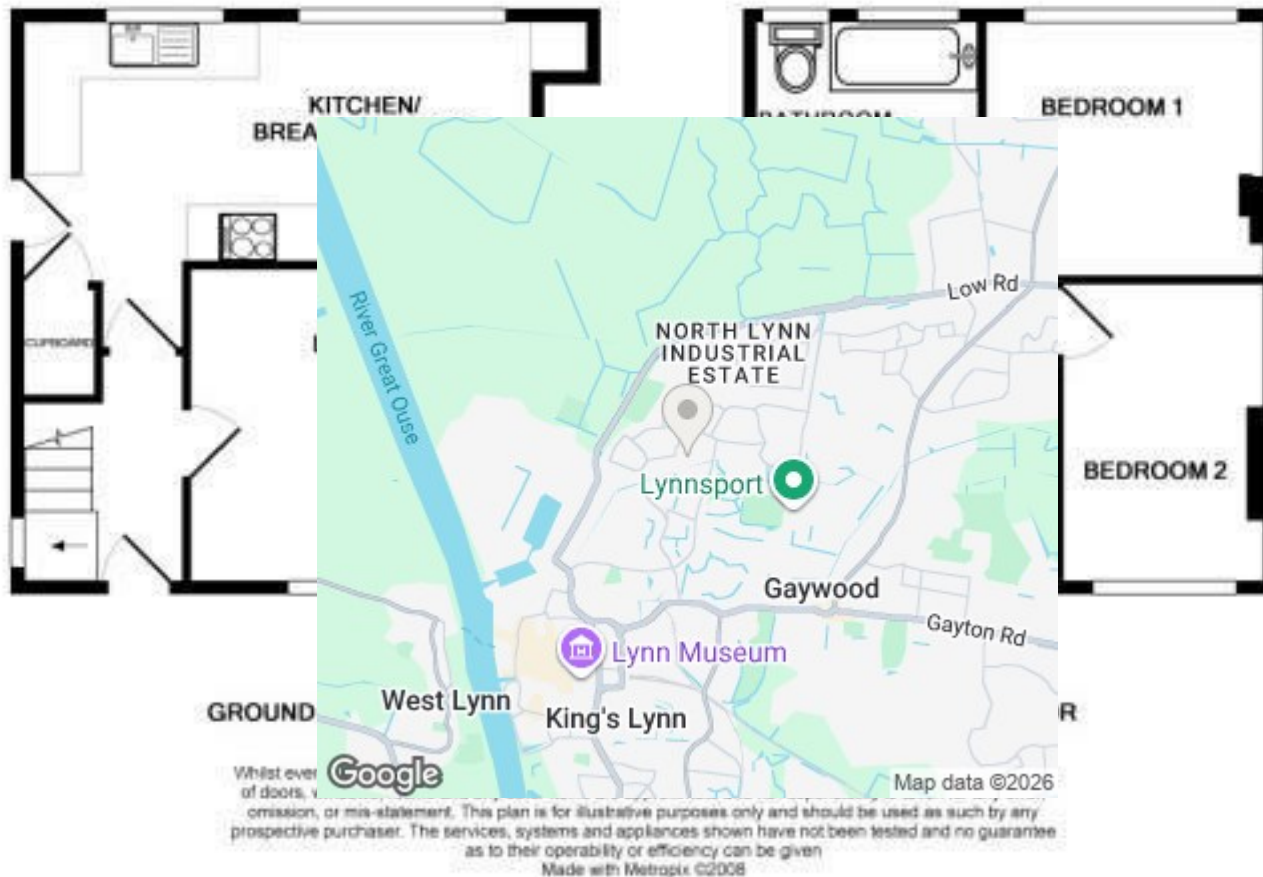 KITCHEN/
BREA
BATHROOM
BEDROOM 1
CUPBOARD
BEDROOM 2
River Great Ouse
Low Rd
NORTH LYNN
INDUSTRIAL
ESTATE
Lynnsport
Gaywood
Gayton Rd
Lynn Museum
West Lynn
King's Lynn
Google
Map data ©2026
GROUND
Whilst ever
of doors,
omission, or mis-statement. This plan is for illustrative purposes only and should be used as such by any
prospective purchaser. The services, systems and appliances shown have not been tested and no guarantee
as to their operability or efficiency can be given
Made with Metropix ©2008